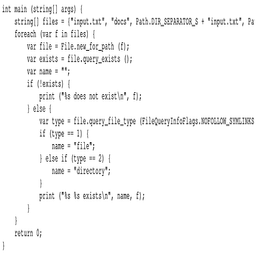 int main (string[] args) {
    string[] files = {"input.txt", "docs", Path.DIR_SEPARATOR_S + "input.txt", Pa
    foreach (var f in files) {
        var file = File.new_for_path (f);
        var exists = file.query_exists ();
        var name = "";
        if (!exists) {
            print ("%s does not exist\n", f);
        } else {
            var type = file.query_file_type (FileQueryInfoFlags.NOFOLLOW_SYMLINKS
            if (type == 1) {
                name = "file";
            } else if (type == 2) {
                name = "directory";
            }
            print ("%s %s exists\n", name, f);
        }
    }
    return 0;
}